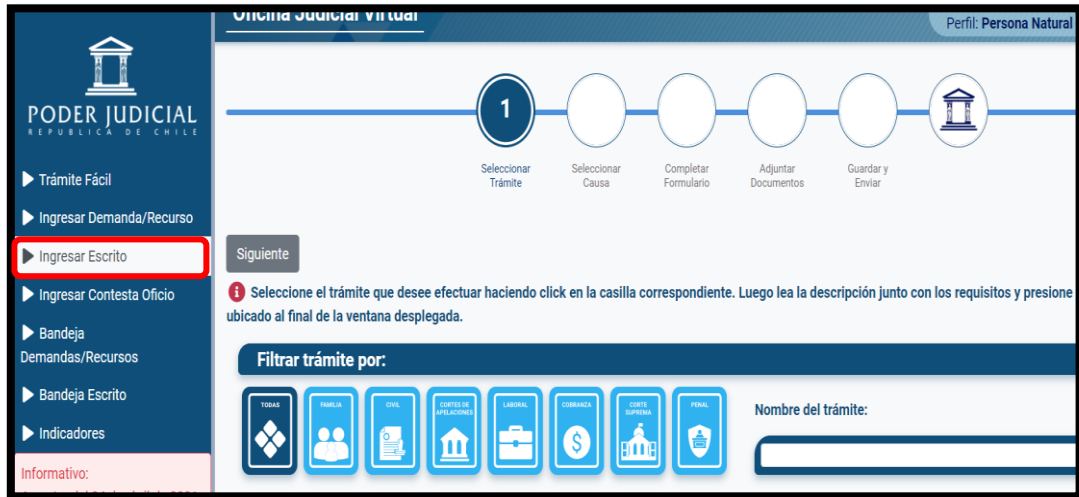 Oficina Judicial Virtual
Perfil: Persona Natural
PODER JUDICIAL
REPUBLICA DE CHILE
Trámite Fácil
Ingresar Demanda/Recurso
Ingresar Escrito
Ingresar Contesta Oficio
Bandeja
Demandas/Recursos
Bandeja Escrito
Indicadores
Informativo:
1
Seleccionar
Trámite
Seleccionar
Causa
Completar
Formulario
Adjuntar
Documentos
Guardar y
Enviar
Siguiente
Seleccione el trámite que desee efectuar haciendo click en la casilla correspondiente. Luego lea la descripción junto con los requisitos y presione
ubicado al final de la ventana desplegada.
Filtrar trámite por:
TODAS
FAMILIA
CIVIL
CORTES DE
APELACIONES
LABORAL
COBRANZA
CORTE
SUPREMA
PENAL
Nombre del trámite: